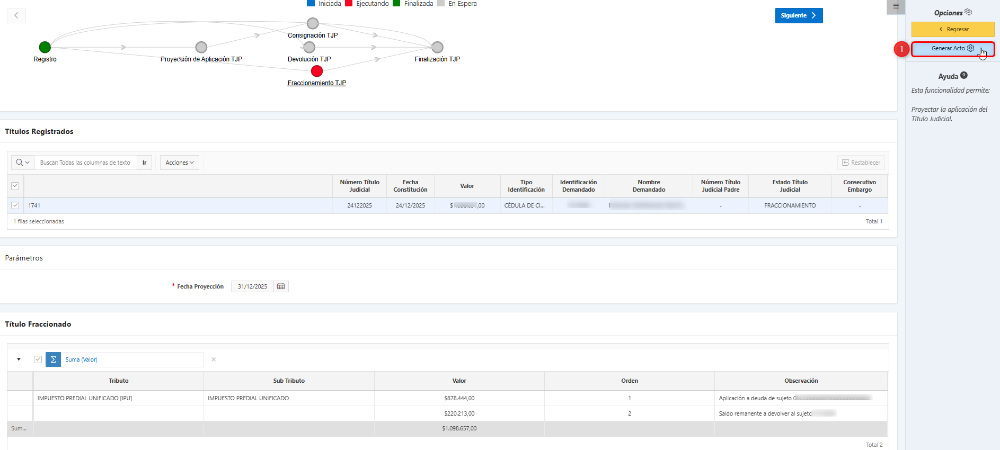 Iniciada Ejecutando Finalizada En Espera
Siguiente
Consignación TJP
Registro
Proyección de Aplicación TJP
Devolución TJP
Finalización TJP
Fraccionamiento TJP
Opciones
Regresar
1
Generar Acto
Ayuda
Esta funcionalidad permite:
Proyectar la aplicación del
Título Judicial.
Títulos Registrados
Buscar: Todas las columnas de texto
Ir
Acciones
Restablecer
Número Título Judicial
Fecha Constitución
Valor
Tipo Identificación
Identificación Demandado
Nombre Demandado
Número Título Judicial Padre
Estado Título Judicial
Consecutivo Embargo
1741 24122025 24/12/2025 ,00 CÉDULA DE CI... - FRACCIONAMIENTO -
1 filas seleccionadas
Total 1
Parámetros
* Fecha Proyección 31/12/2025
Título Fraccionado
Suma (Valor)
Tributo Sub Tributo Valor Orden Observación
IMPUESTO PREDIAL UNIFICADO [IPU] IMPUESTO PREDIAL UNIFICADO $878.444,00 1 Aplicación a deuda de sujeto
$220.213,00 2 Saldo remanente a devolver al sujeto
Sum... $1.098.657,00
Total 2